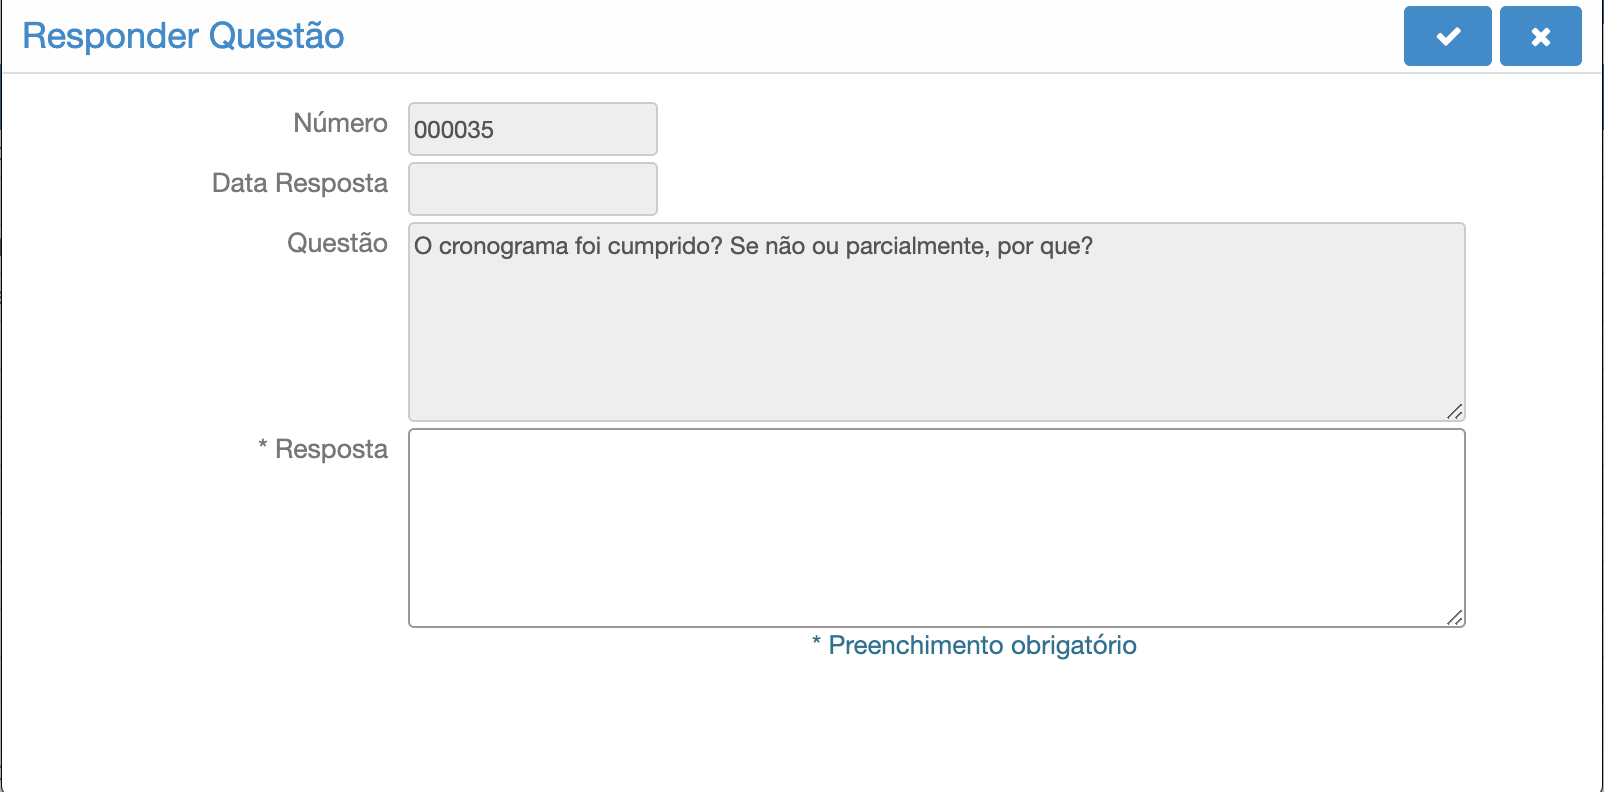 Responder Questão
Número
000035
Data Resposta
Questão
O cronograma foi cumprido? Se não ou parcialmente, por que?
* Resposta
* Preenchimento obrigatório